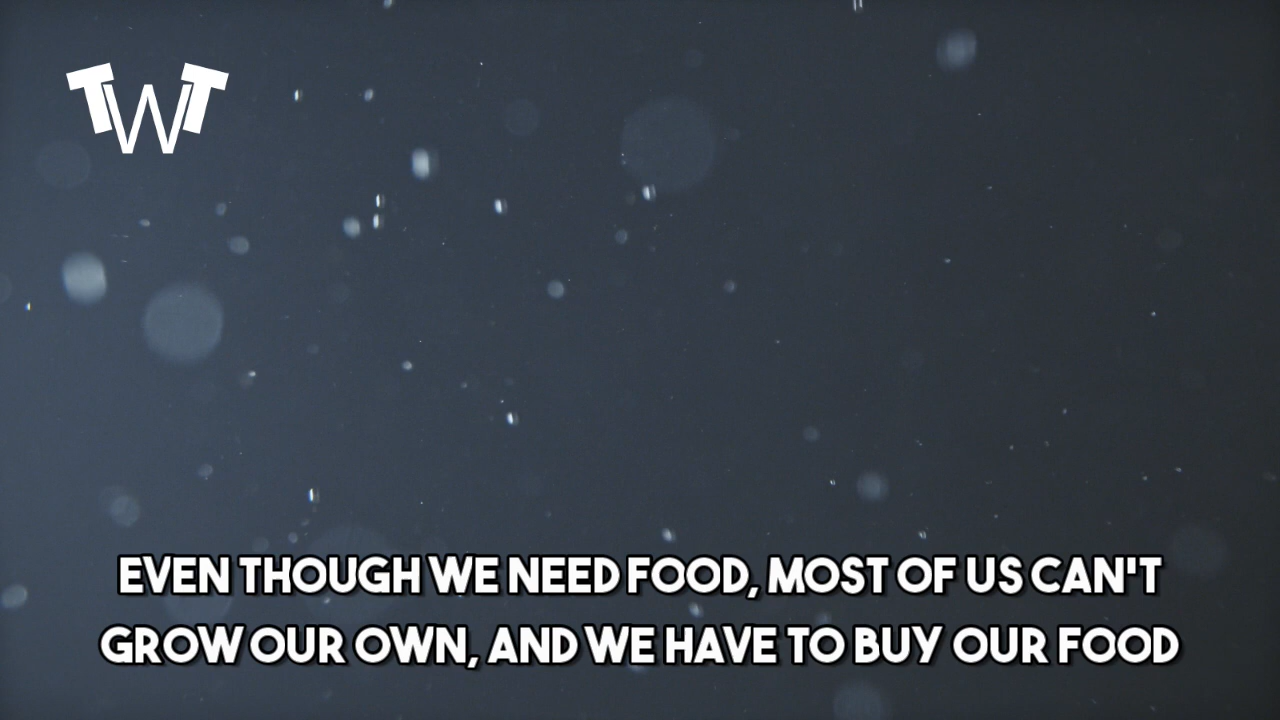 TWT
EVEN THOUGH WE NEED FOOD, MOST OF US CAN'T
GROW OUR OWN, AND WE HAVE TO BUY OUR FOOD